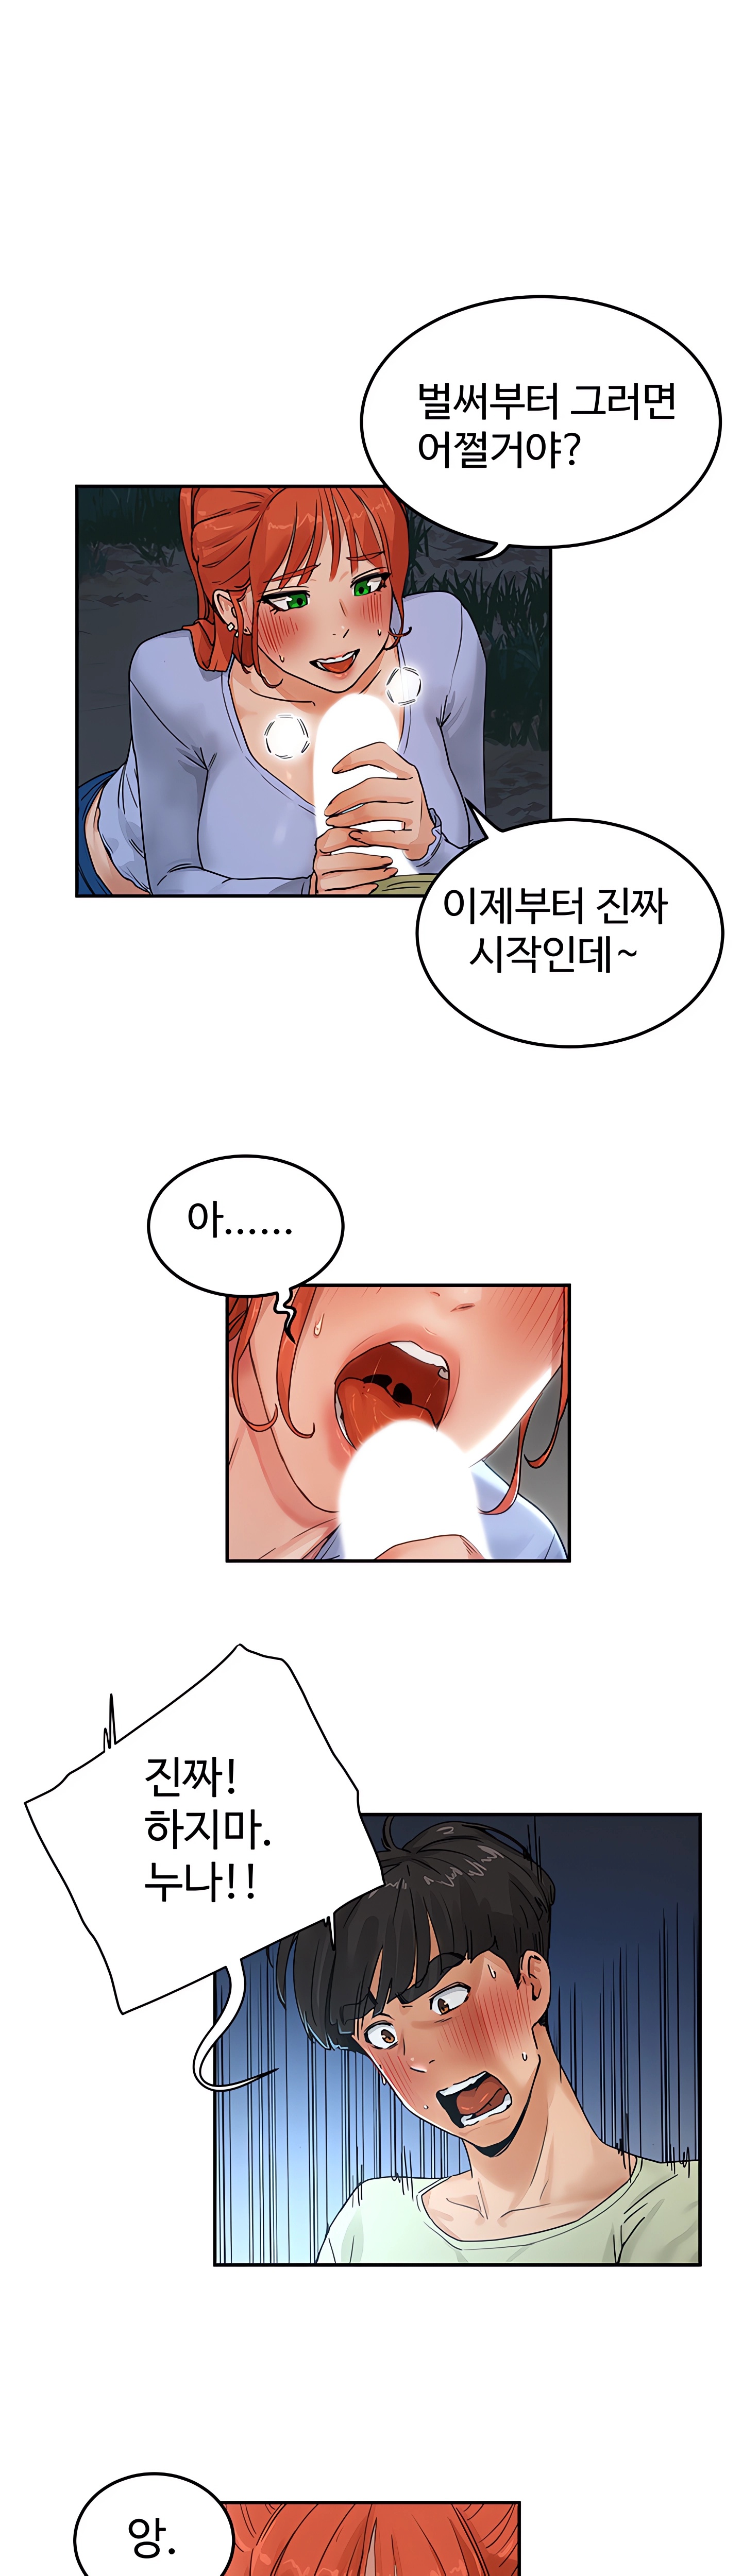 벌써부터 그러면
어쩔거야?
이제부터 진짜
시작인데~
아......
진짜!
하지마.
누나!!
앙.